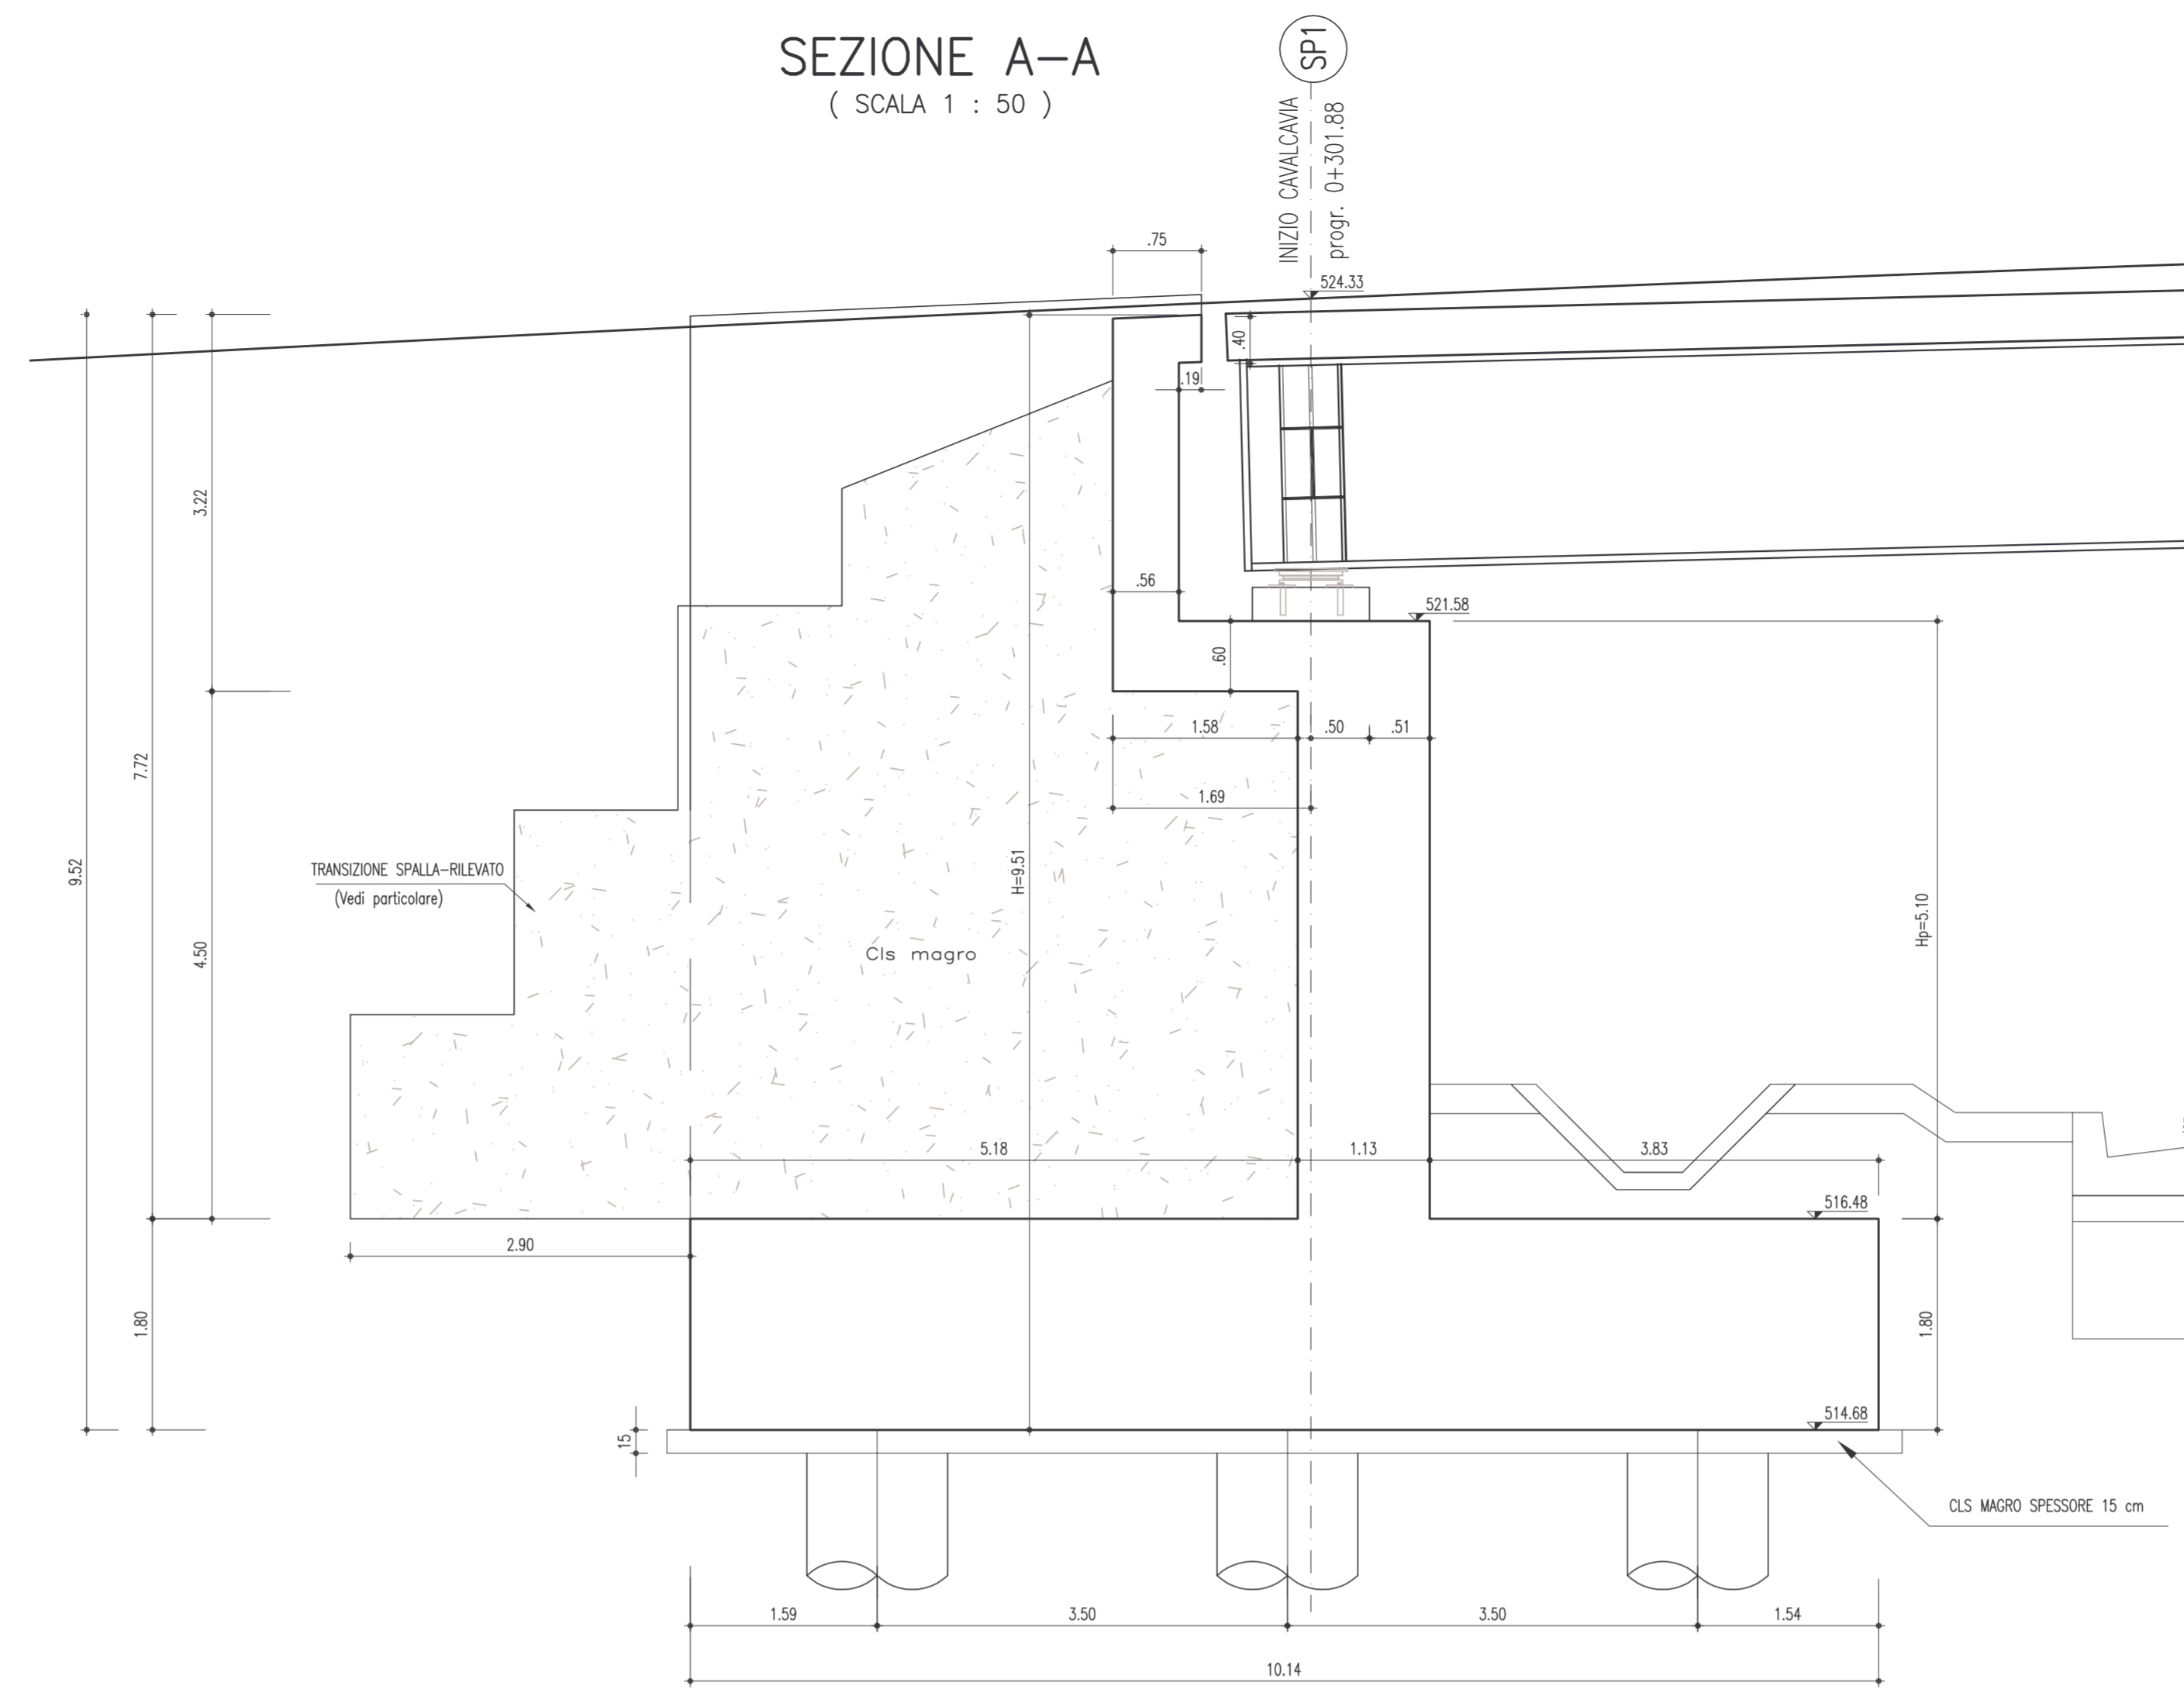 SEZIONE A-A
( SCALA 1 : 50 )
SP1
INIZIO CAVALCAVIA
progr. 0+301.88
.75
524.33
.40
.19
3.22
.56
521.58
.60
1.58
.50
.51
7.72
1.69
9.52
TRANSIZIONE SPALLA-RILEVATO
(Vedi particolare)
H=9.51
Hp=5.10
4.50
Cls magro
5.18
1.13
3.83
516.48
2.90
1.80
1.80
514.68
15
CLS MAGRO SPESSORE 15 cm
1.59
3.50
3.50
1.54
10.14